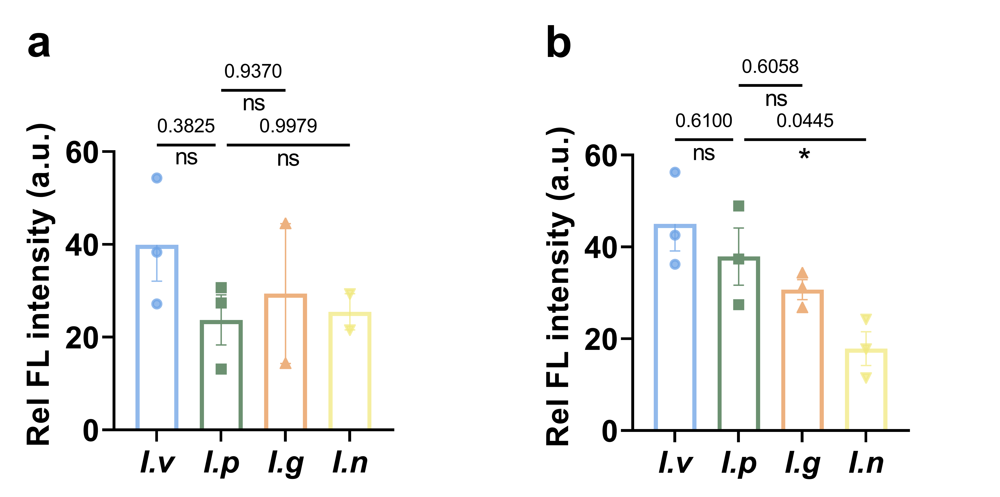 a
0.9370
ns
0.3825
0.9979
ns
ns
Rel FL intensity (a.u.)
60
40
20
0
I.v
I.p
I.g
I.n
b
0.6058
ns
0.6100
0.0445
ns
*
Rel FL intensity (a.u.)
60
40
20
0
I.v
I.p
I.g
I.n